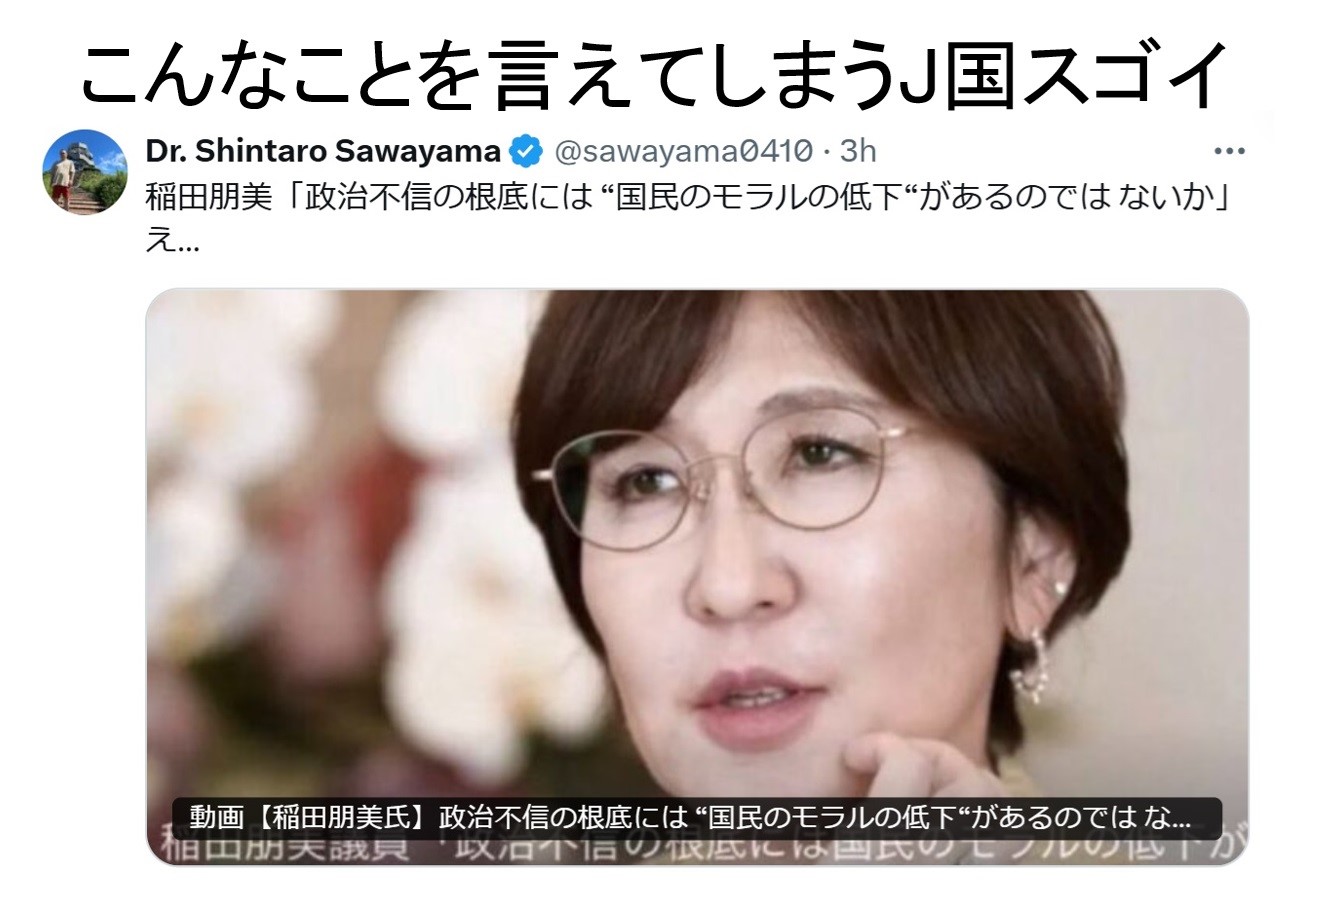 こんなことを言えてしまうJ国スゴイ
Dr. Shintaro Sawayama @sawayama0410 · 3h
稲田朋美「政治不信の根底には “国民のモラルの低下“があるのでは ないか」
え...
動画【稲田朋美氏】政治不信の根底には “国民のモラルの低下“があるのでは な...
稲田朋美議員「政治不信の根底には国民のモラルの低下が